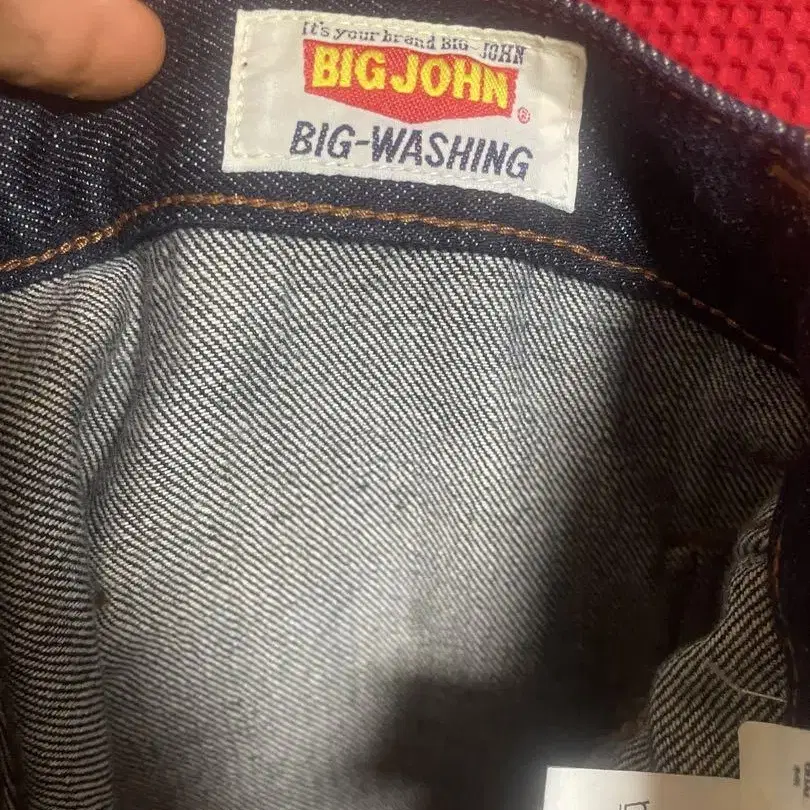 It's your brand BIG-JOHN
BIG JOHN
®
BIG-WASHING